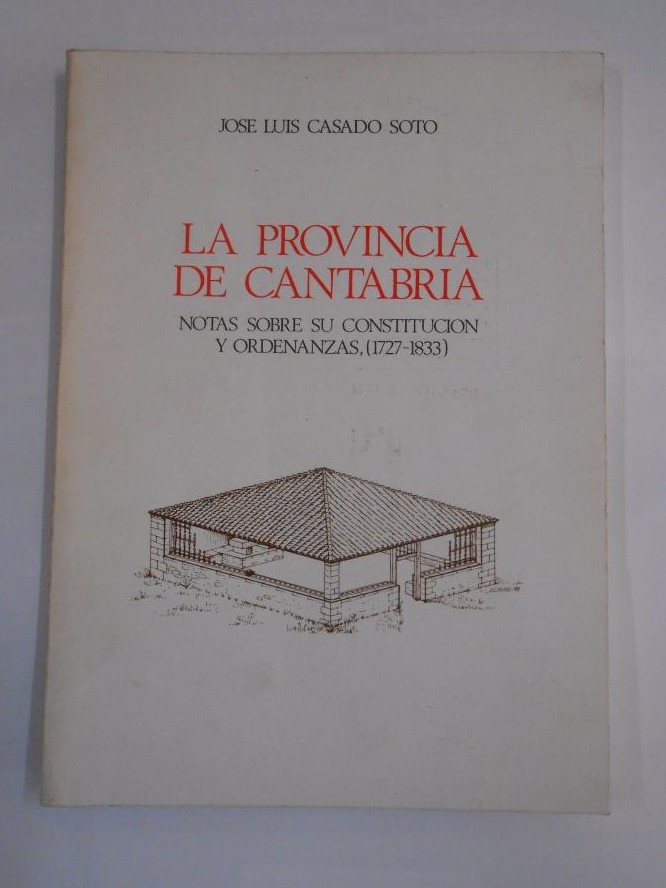 JOSE LUIS CASADO SOTO
LA PROVINCIA
DE CANTABRIA
NOTAS SOBRE SU CONSTITUCION
Y ORDENANZAS, (1727-1833)